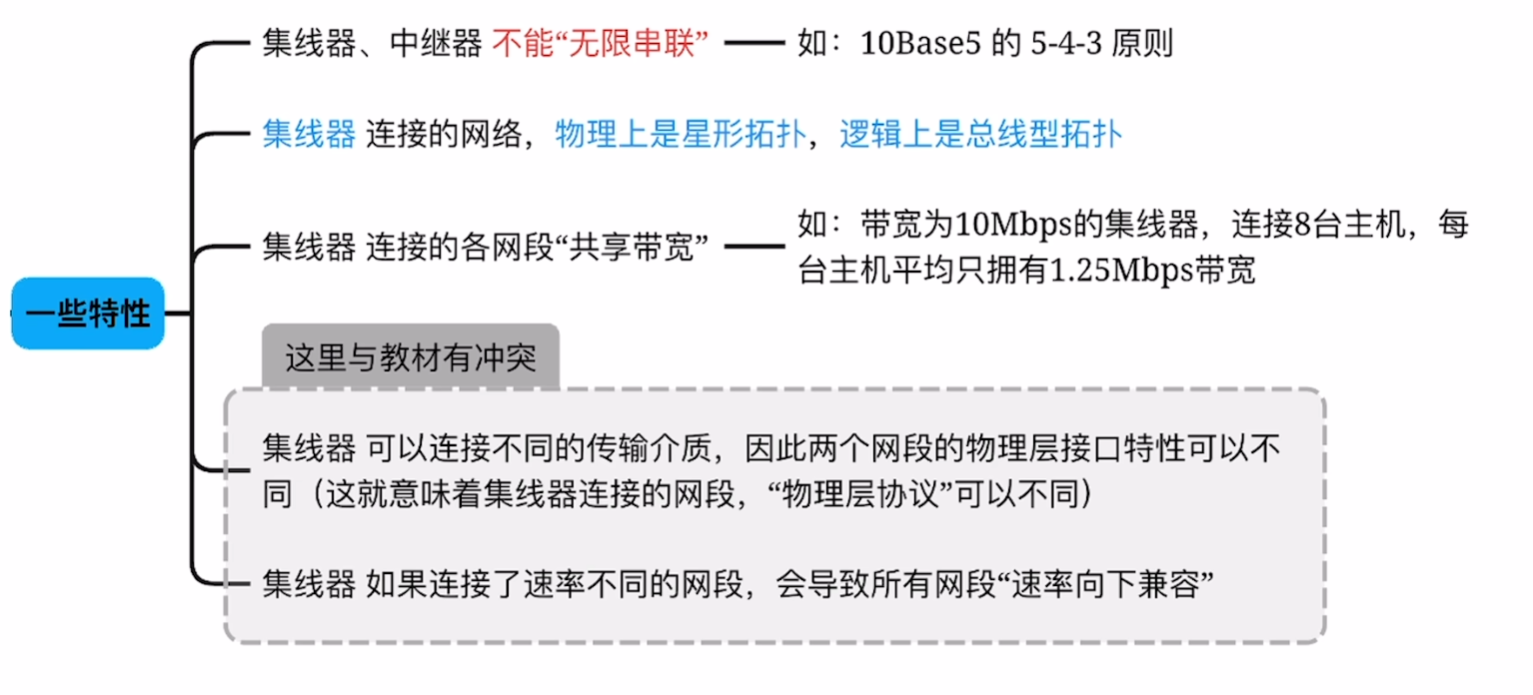 集线器、中继器 不能“无限串联”
如：10Base5 的 5-4-3 原则
集线器 连接的网络，物理上是星形拓扑，逻辑上是总线型拓扑
集线器 连接的各网段“共享带宽”
如：带宽为10Mbps的集线器，连接8台主机，每
台主机平均只拥有1.25Mbps带宽
一些特性
这里与教材有冲突
集线器 可以连接不同的传输介质，因此两个网段的物理层接口特性可以不
同（这就意味着集线器连接的网段，“物理层协议”可以不同）
集线器 如果连接了速率不同的网段，会导致所有网段“速率向下兼容”